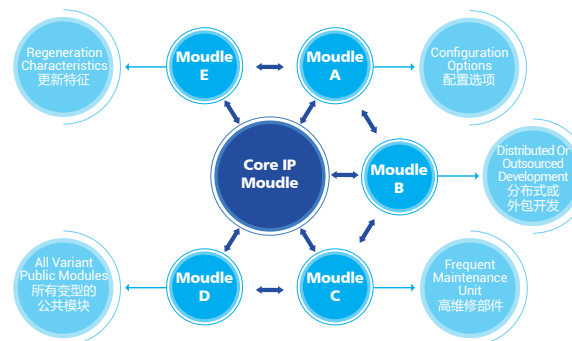 Regeneration
Characteristics
更新特征
Moudle
E
Moudle
A
Configuration
Options
配置选项
Core IP
Moudle
Moudle
B
Distributed Or
Outsourced
Development
分布式或
外包开发
All Variant
Public Modules
所有变型的
公共模块
Moudle
D
Moudle
C
Frequent
Maintenance
Unit
高维修部件